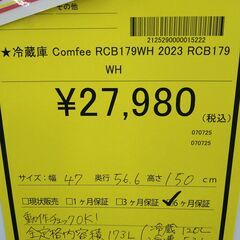 その他
2125290000015222
★冷蔵庫 Comfee RCB179WH 2023 RCB179
WH
¥27,980
(税込)
070725
070725
サイズ：幅 47 奥行 56.6 高さ 150 cm
□現状販売 □1ヶ月保証 □3ヶ月保証 6ヶ月保証
動作チェックOK!
全定格内容積 173L
冷蔵 120L
冷凍